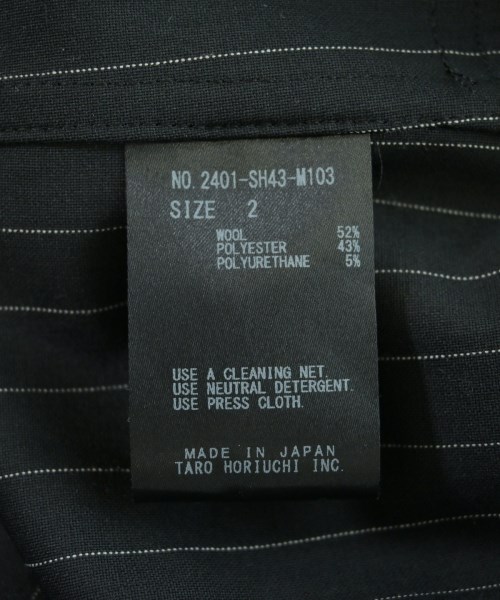 NO. 2401-SH43-M103
SIZE 2
WOOL 52%
POLYESTER 43%
POLYURETHANE 5%
USE A CLEANING NET.
USE NEUTRAL DETERGENT.
USE PRESS CLOTH.
MADE IN JAPAN
TARO HORIUCHI INC.